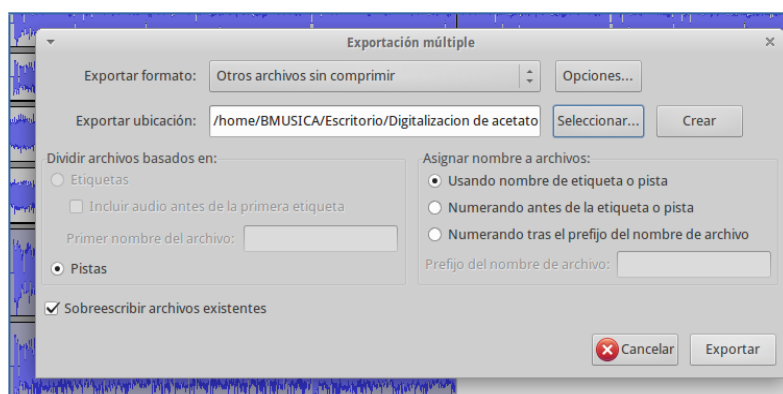 Exportación múltiple
Exportar formato: Otros archivos sin comprimir Opciones...
Exportar ubicación: /home/BMUSICA/Escritorio/Digitalizacion de acetato Seleccionar... Crear
Dividir archivos basados en:
Etiquetas
Incluir audio antes de la primera etiqueta
Primer nombre del archivo:
Pistas
Asignar nombre a archivos:
Usando nombre de etiqueta o pista
Numerando antes de la etiqueta o pista
Numerando tras el prefijo del nombre de archivo
Prefijo del nombre de archivo:
Sobreescribir archivos existentes
Cancelar Exportar